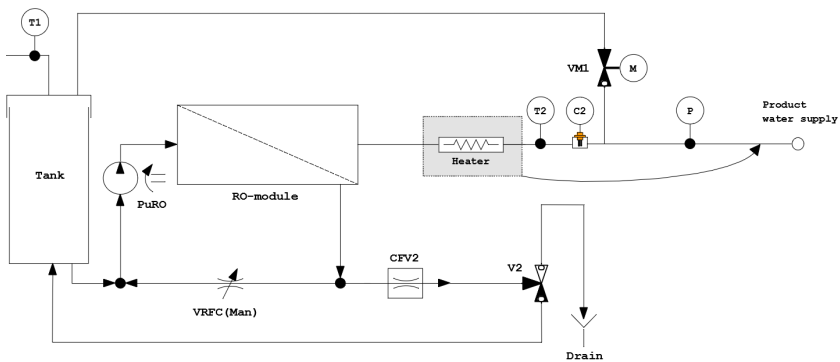 T1
VM1
M
T2
C2
P
Product
water supply
Tank
Heater
PuRO
RO-module
CFV2
V2
VRFC(Man)
Drain